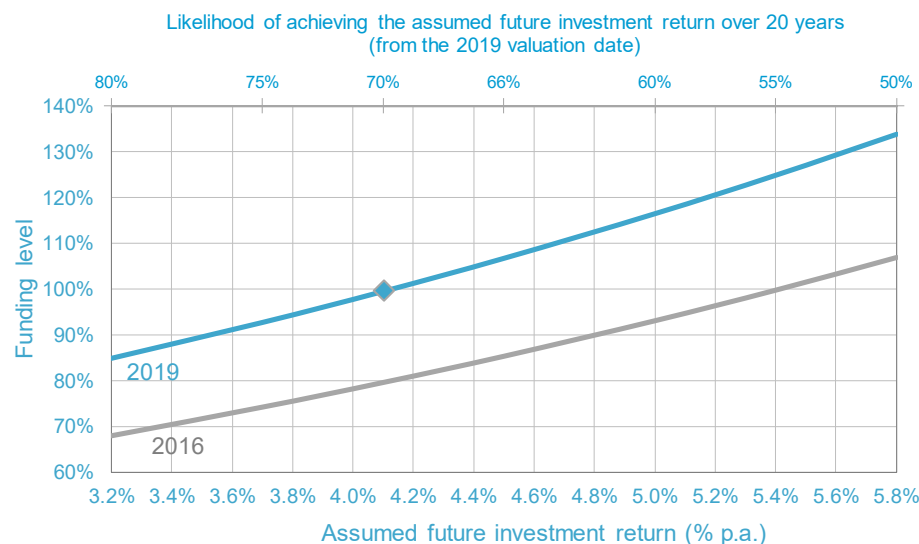 Likelihood of achieving the assumed future investment return over 20 years
(from the 2019 valuation date)
80% 75% 70% 66% 60% 55% 50%
140%
130%
120%
110%
100%
90%
80%
70%
60%
Funding level
2019
2016
3.2% 3.4% 3.6% 3.8% 4.0% 4.2% 4.4% 4.6% 4.8% 5.0% 5.2% 5.4% 5.6% 5.8%
Assumed future investment return (% p.a.)